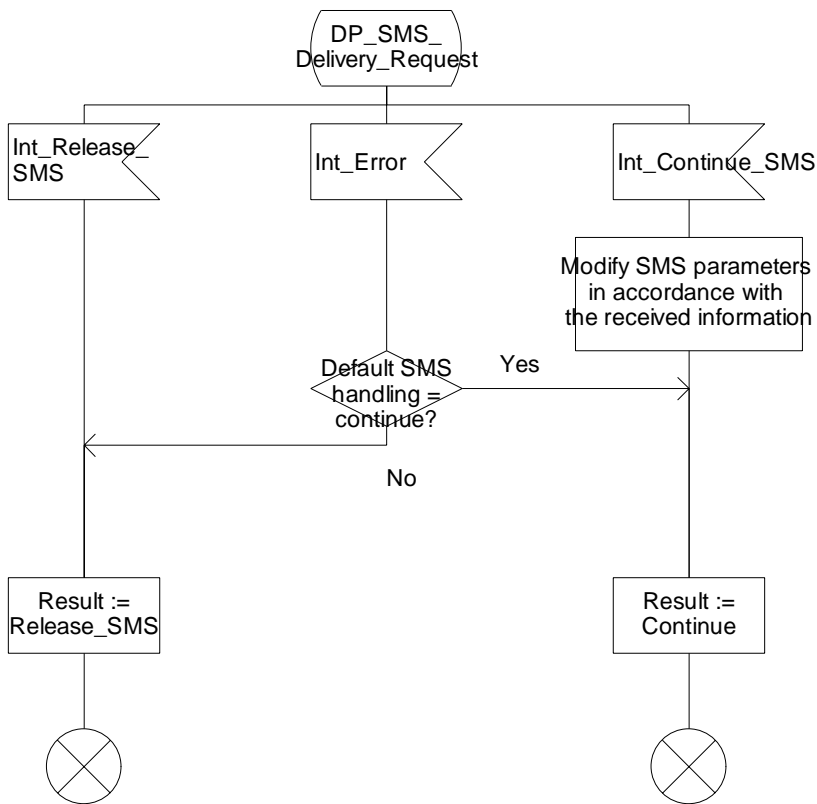 DP_SMS_
Delivery_Request
Int_Release_
SMS
Int_Error
Int_Continue_SMS
Modify SMS parameters
in accordance with
the received information
Default SMS
handling =
continue?
Yes
No
Result :=
Release_SMS
Result :=
Continue